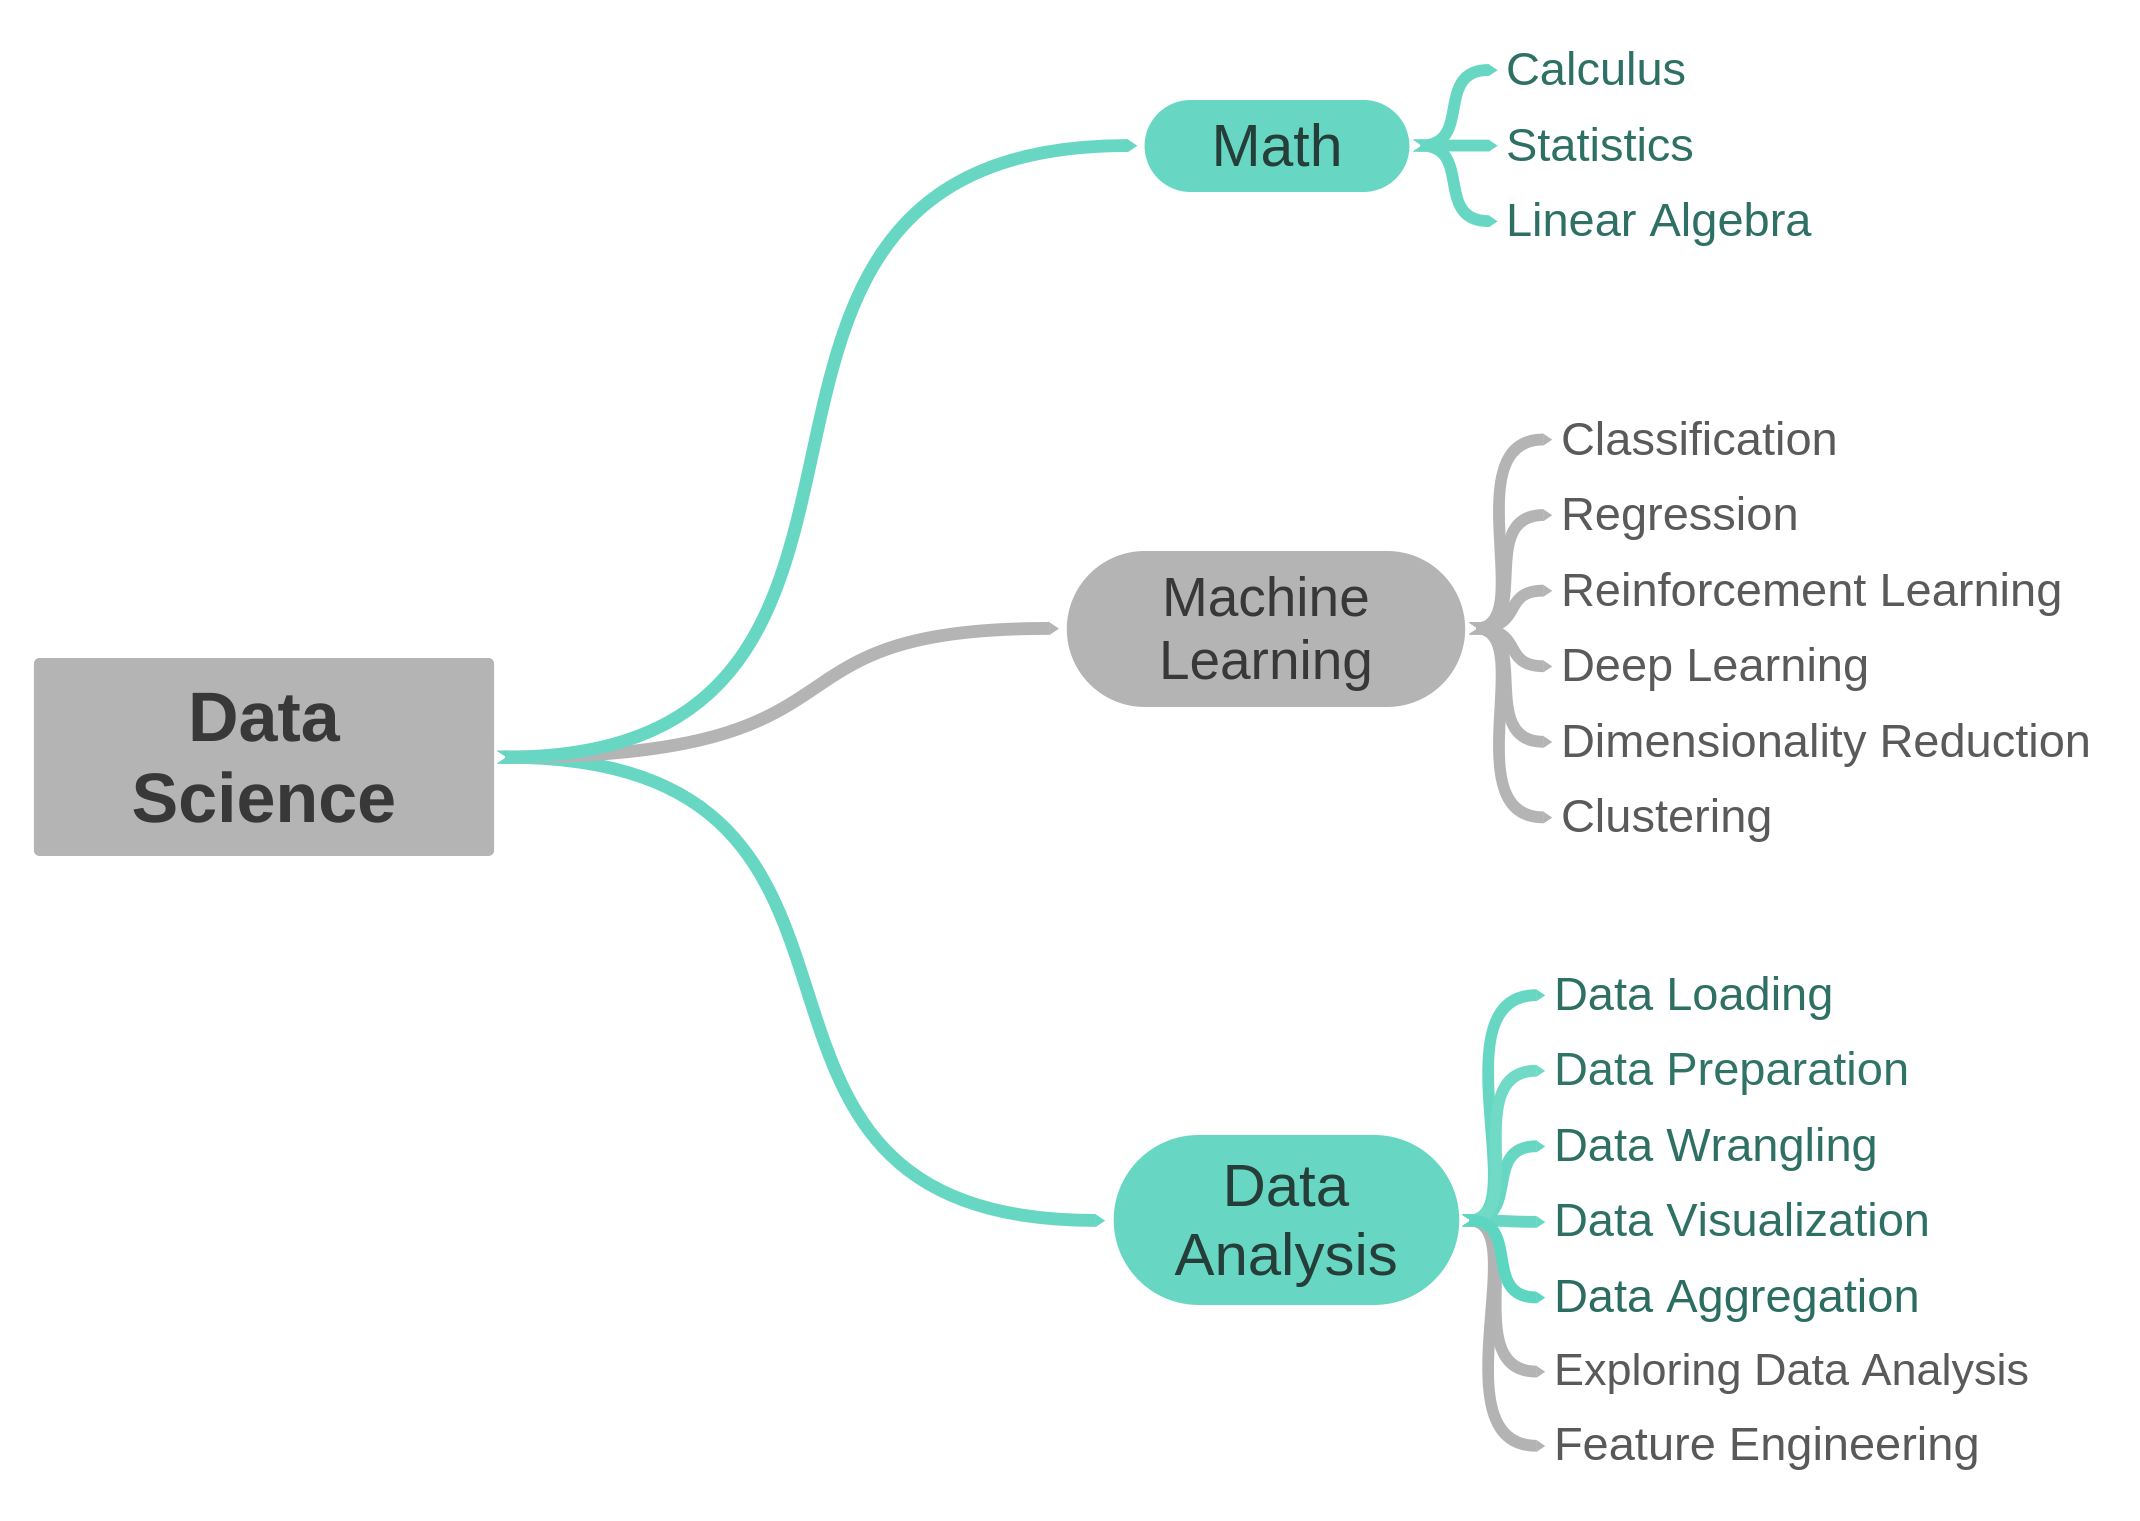 Data
Science
Math
Calculus
Statistics
Linear Algebra
Machine
Learning
Classification
Regression
Reinforcement Learning
Deep Learning
Dimensionality Reduction
Clustering
Data
Analysis
Data Loading
Data Preparation
Data Wrangling
Data Visualization
Data Aggregation
Exploring Data Analysis
Feature Engineering